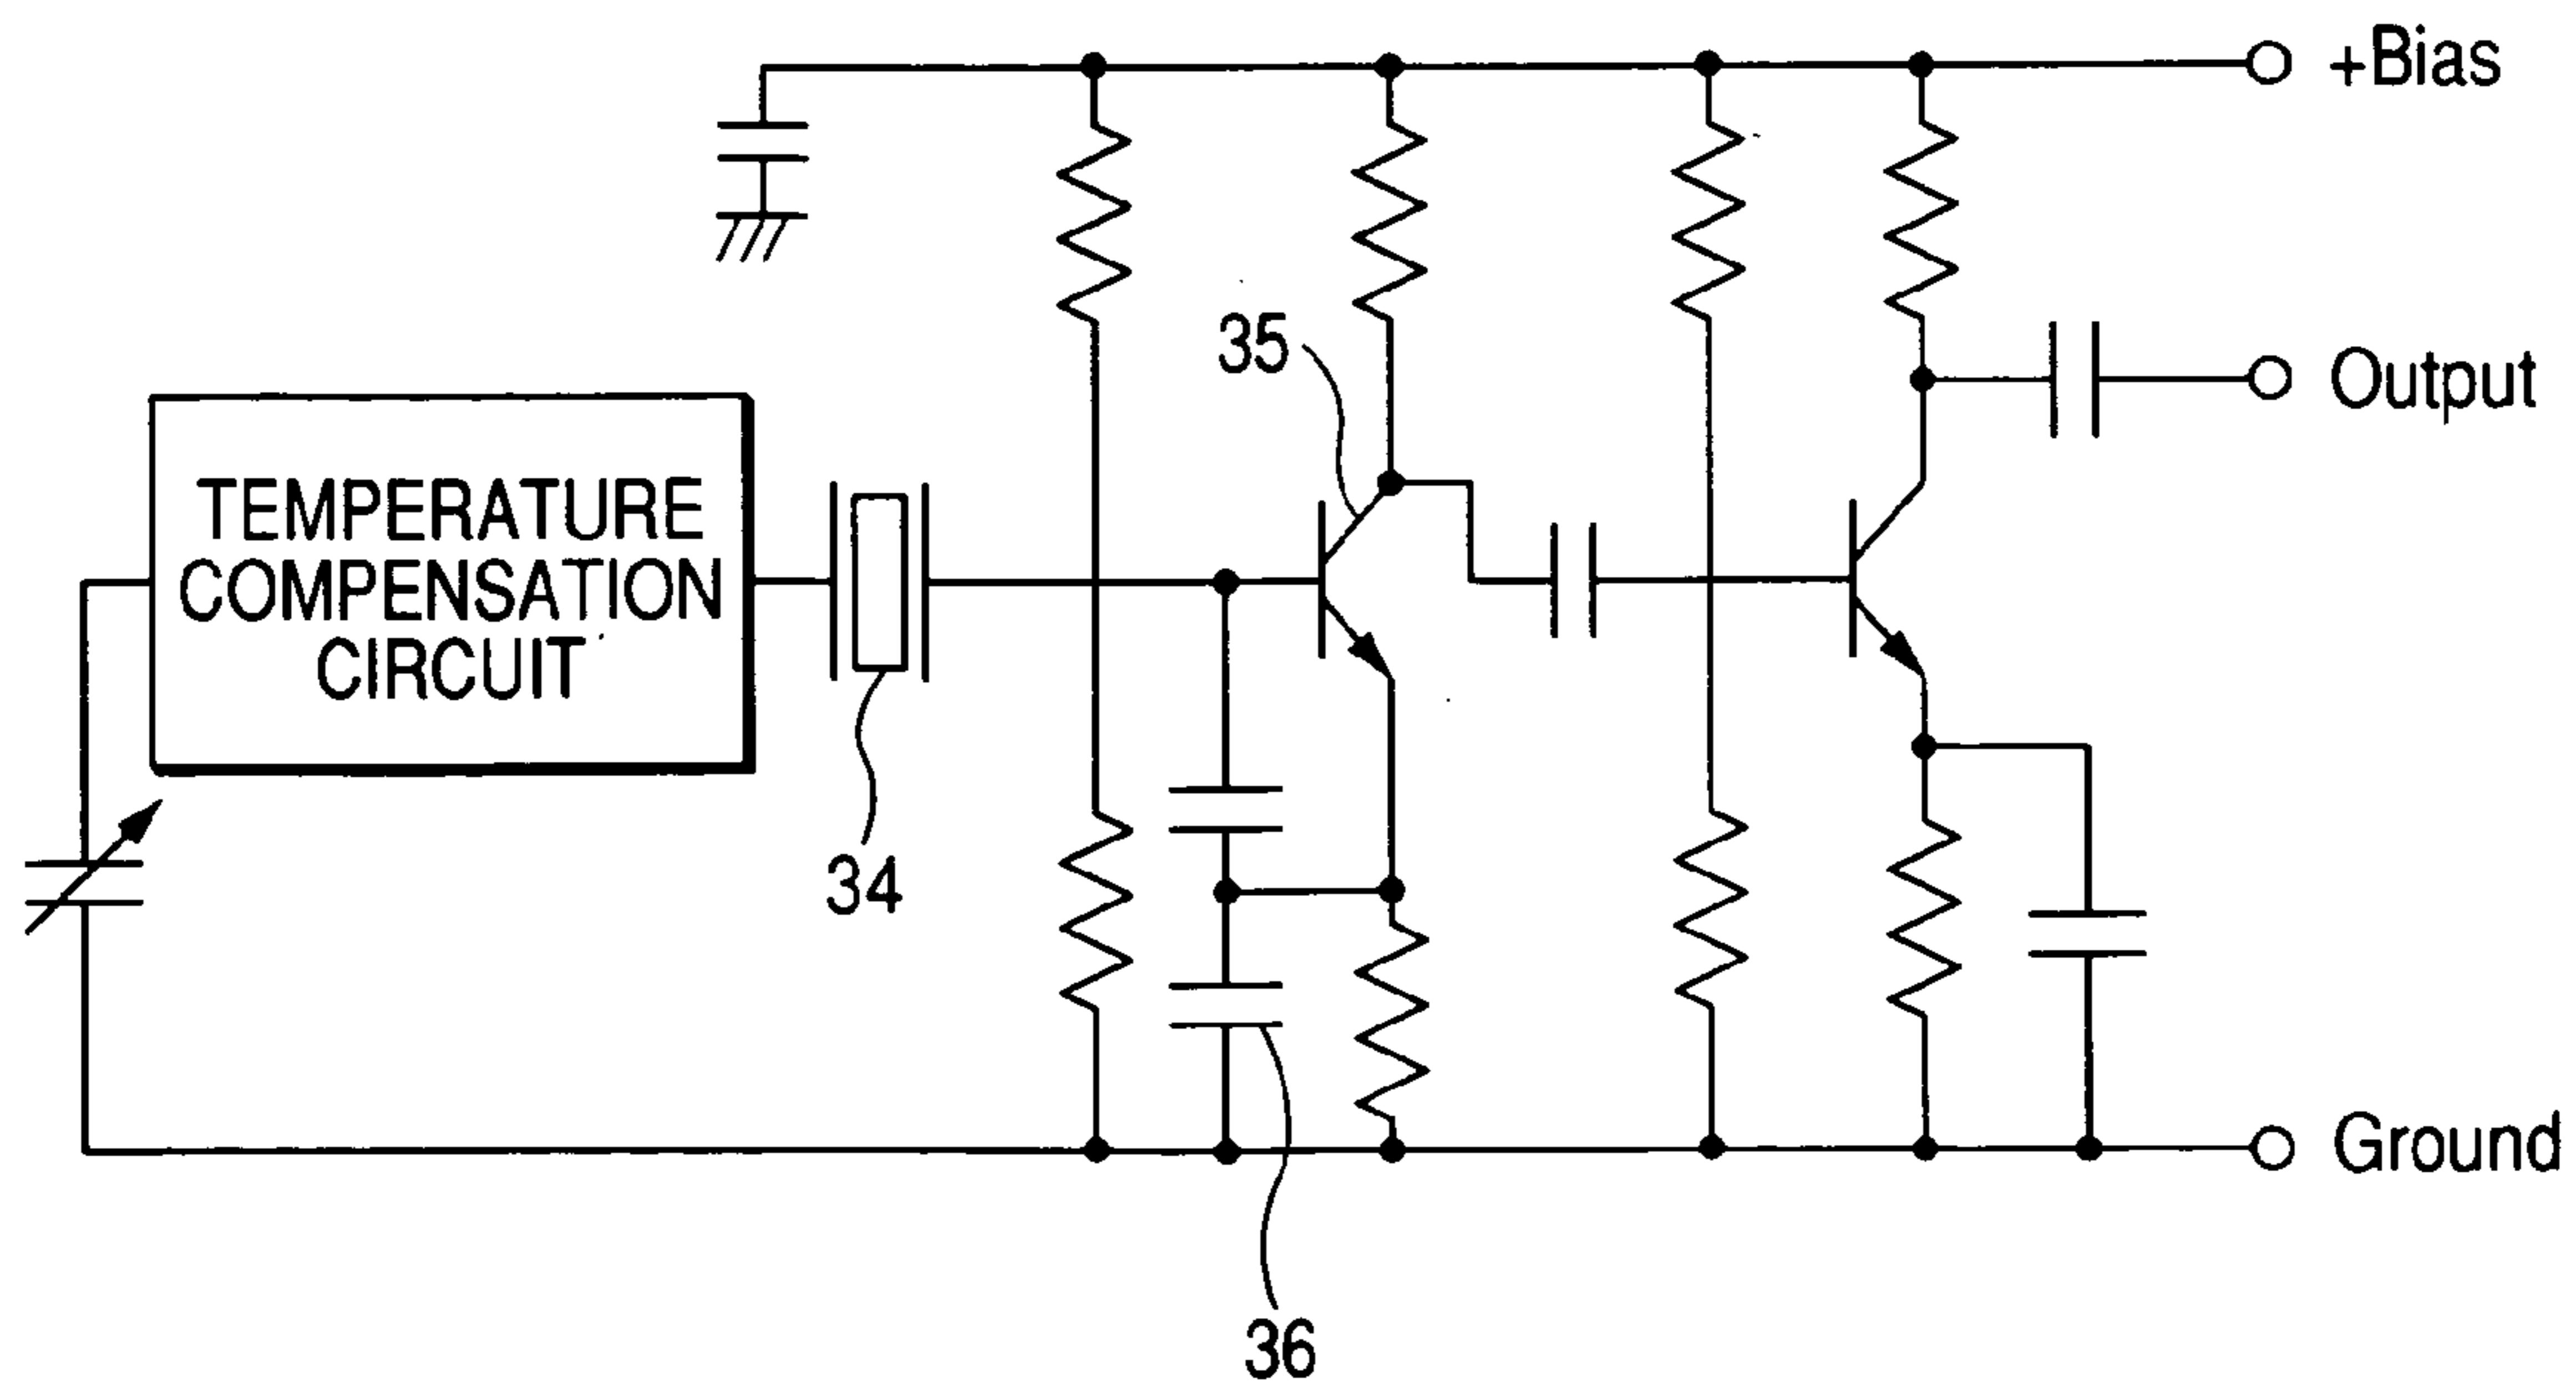 +Bias
35
Output
TEMPERATURE
COMPENSATION
CIRCUIT
34
Ground
36